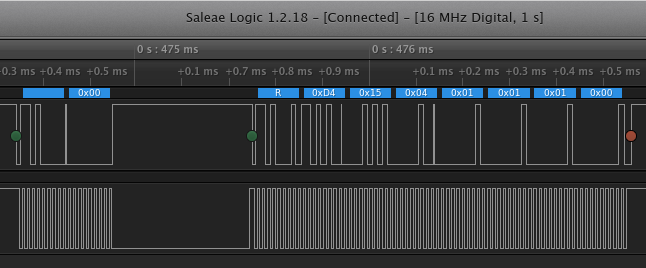 Saleae Logic 1.2.18 – [Connected] – [16 MHz Digital, 1 s]
0 s : 475 ms 0 s : 476 ms
+0.3 ms +0.4 ms +0.5 ms +0.1 ms +0.7 ms +0.8 ms +0.9 ms +0.1 ms +0.2 ms +0.3 ms +0.4 ms +0.5 ms
0x00 R 0xD4 0x15 0x04 0x01 0x01 0x01 0x00